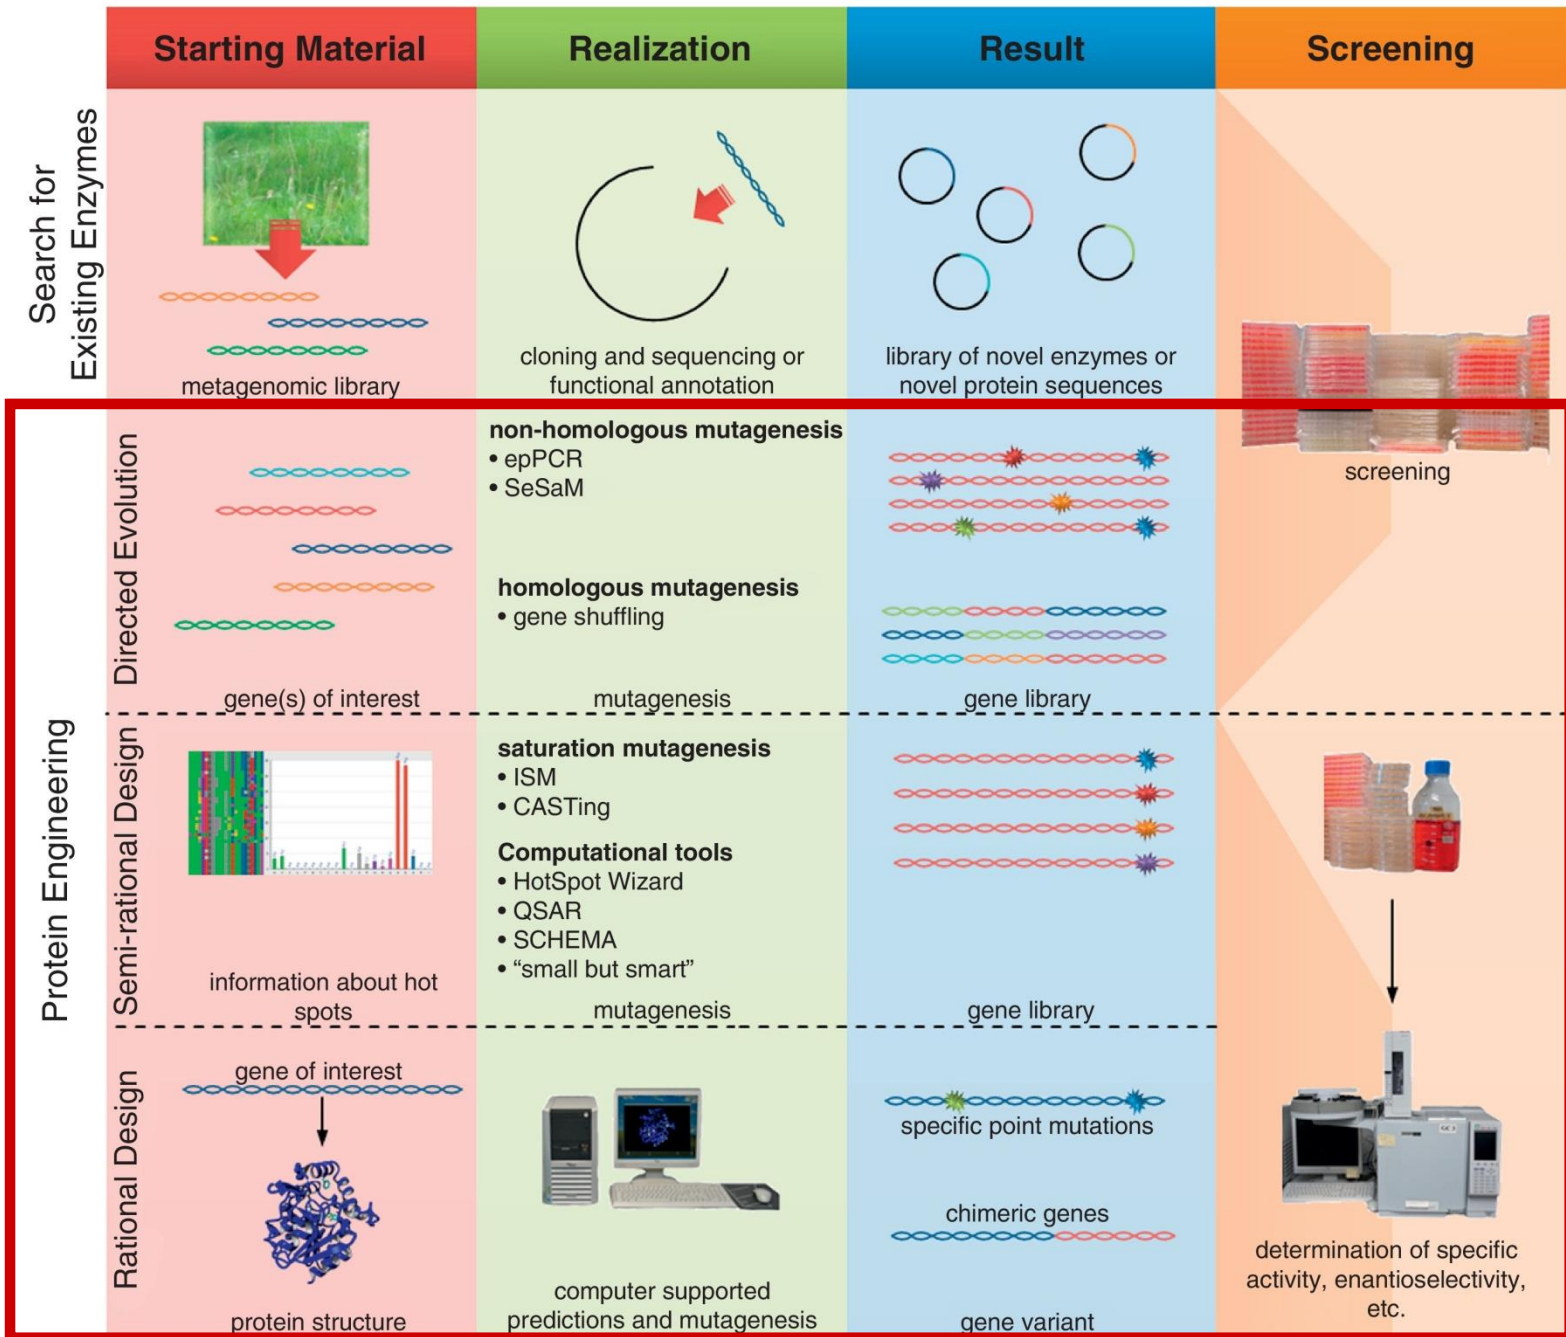 Starting Material
Realization
Result
Screening
Search for
Existing Enzymes
metagenomic library
cloning and sequencing or
functional annotation
library of novel enzymes or
novel protein sequences
Protein Engineering
Directed Evolution
gene(s) of interest
non-homologous mutagenesis
• epPCR
• SeSaM
homologous mutagenesis
• gene shuffling
mutagenesis
gene library
screening
Semi-rational Design
information about hot
spots
saturation mutagenesis
• ISM
• CASTing
Computational tools
• HotSpot Wizard
• QSAR
• SCHEMA
• “small but smart”
mutagenesis
gene library
Rational Design
gene of interest
protein structure
computer supported
predictions and mutagenesis
specific point mutations
chimeric genes
gene variant
determination of specific
activity, enantioselectivity,
etc.